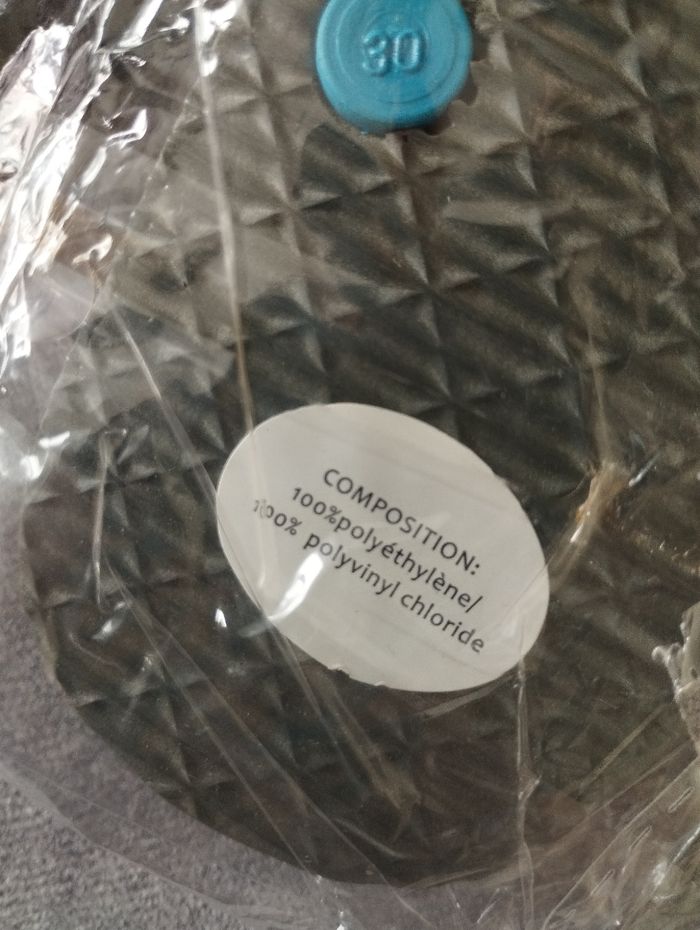 30
COMPOSITION:
100%polyéthylène/
100% polyvinyl chloride